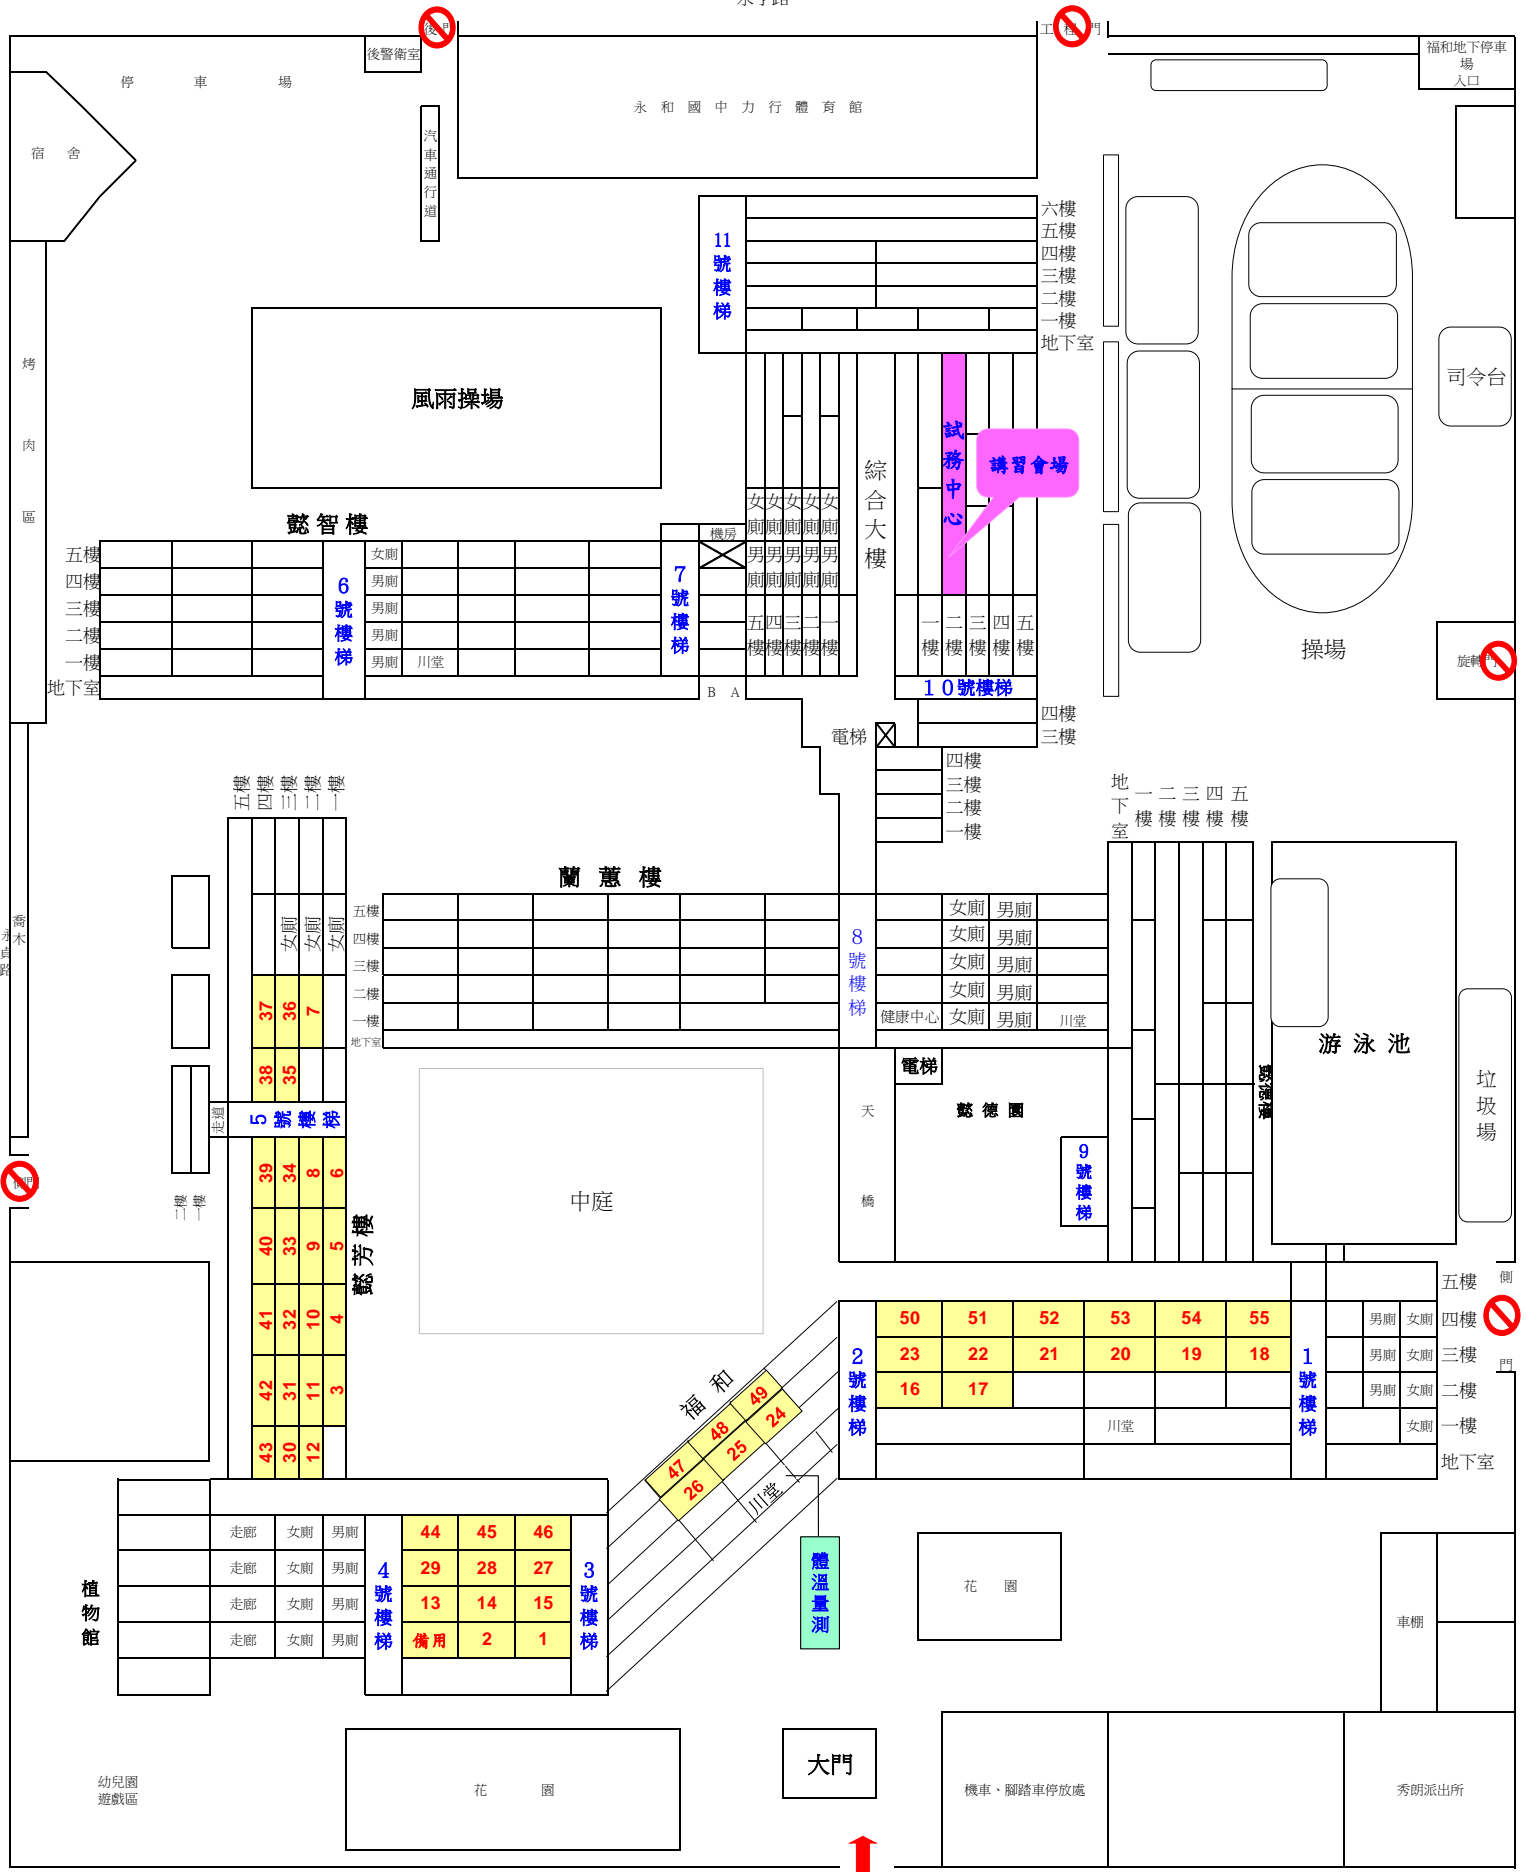 永亨路
後門
工程門
後警衛室
福和地下停車
場
入口
停車場
永和國中力行體育館
汽車通行道
宿舍
11號樓梯
六樓
五樓
四樓
三樓
二樓
一樓
地下室
烤肉區
風雨操場
司令台
試務中心
講習會場
綜合大樓
懿智樓
機房
女廁 女廁 女廁 女廁 女廁
男廁 男廁 男廁 男廁 男廁
五樓 四樓 三樓 二樓 一樓
五樓
四樓
三樓
二樓
一樓
地下室
6號樓梯
女廁
男廁
男廁
男廁
男廁 川堂
7號樓梯
B A
一樓 二樓 三樓 四樓 五樓
10號樓梯
操場
旋轉門
四樓
三樓
電梯
四樓
三樓
二樓
一樓
地下室 一樓 二樓 三樓 四樓 五樓
五樓 四樓 三樓 二樓 一樓
蘭蕙樓
五樓
四樓
三樓
二樓
一樓
地下室
8號樓梯
女廁 男廁
女廁 男廁
女廁 男廁
女廁 男廁
健康中心 女廁 男廁 川堂
女廁 女廁 女廁
喬木
永貞路
37 36 7
38 35
走道
5號樓梯
39 34 8 6
40 33 9 5
41 32 10 4
42 31 11 3
43 30 12
懿芳樓
二樓 一樓
側門
中庭
電梯
天橋
懿德園
9號樓梯
懿德樓
游泳池
垃圾場
五樓
四樓
三樓
二樓
一樓
地下室
側門
2號樓梯
50 51 52 53 54 55
23 22 21 20 19 18
16 17
川堂
1號樓梯
男廁 女廁
男廁 女廁
男廁 女廁
女廁
福和
47 48 49
26 25 24
川堂
體溫量測
植物館
走廊 女廁 男廁
走廊 女廁 男廁
走廊 女廁 男廁
走廊 女廁 男廁
4號樓梯
44 45 46
29 28 27
13 14 15
備用 2 1
3號樓梯
花園
車棚
幼兒園
遊戲區
花園
大門
機車、腳踏車停放處
秀朗派出所